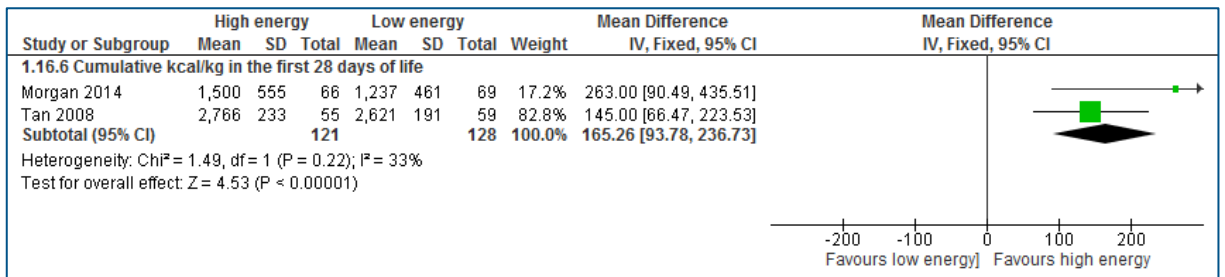 High energy Low energy Mean Difference Mean Difference
Study or Subgroup Mean SD Total Mean SD Total Weight IV, Fixed, 95% CI IV, Fixed, 95% CI
1.16.6 Cumulative kcal/kg in the first 28 days of life
Morgan 2014 1,500 555 66 1,237 461 69 17.2% 263.00 [90.49, 435.51]
Tan 2008 2,766 233 55 2,621 191 59 82.8% 145.00 [66.47, 223.53]
Subtotal (95% CI) 121 128 100.0% 165.26 [93.78, 236.73]
Heterogeneity: Chi² = 1.49, df = 1 (P = 0.22); I² = 33%
Test for overall effect: Z = 4.53 (P < 0.00001)
-200 -100 0 100 200
Favours low energy] Favours high energy